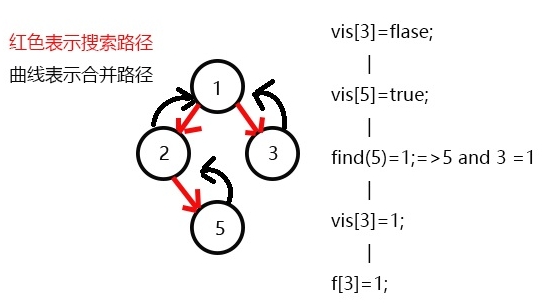 红色表示搜索路径
曲线表示合并路径
1
2
3
5
vis[3]=flase;
|
vis[5]=true;
|
find(5)=1;=>5 and 3 =1
|
vis[3]=1;
|
f[3]=1;